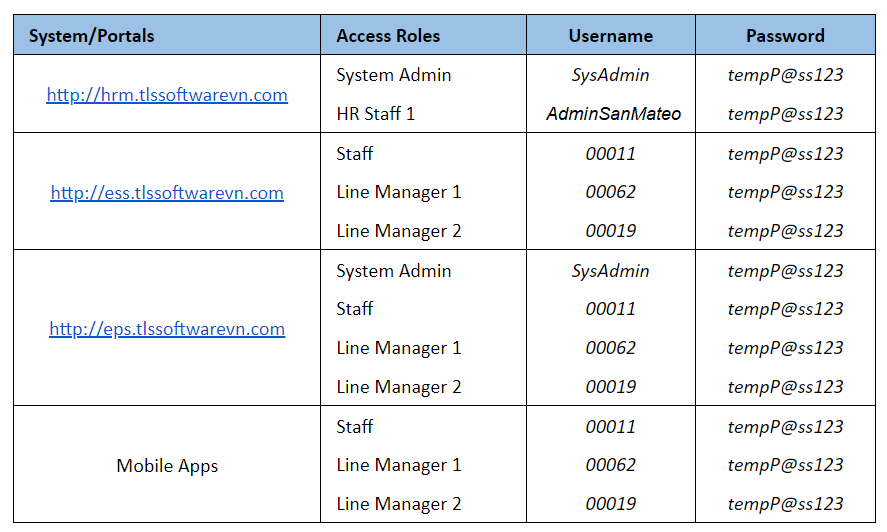 System/Portals Access Roles Username Password
System Admin SysAdmin tempP@ss123
http://hrm.tlssoftwarevn.com
HR Staff 1 AdminSanMateo tempP@ss123
Staff 00011 tempP@ss123
http://ess.tlssoftwarevn.com Line Manager 1 00062 tempP@ss123
Line Manager 2 00019 tempP@ss123
System Admin SysAdmin tempP@ss123
Staff 00011 tempP@ss123
http://eps.tlssoftwarevn.com
Line Manager 1 00062 tempP@ss123
Line Manager 2 00019 tempP@ss123
Staff 00011 tempP@ss123
Mobile Apps Line Manager 1 00062 tempP@ss123
Line Manager 2 00019 tempP@ss123